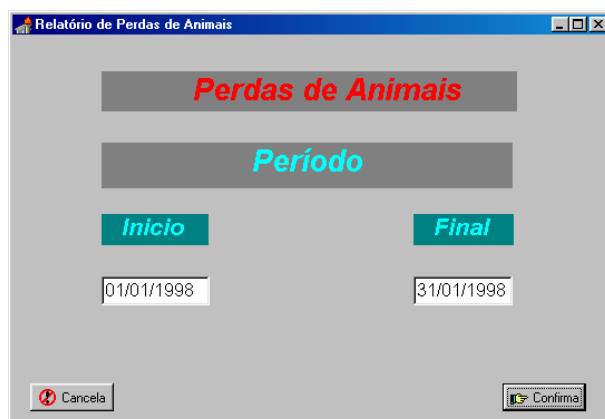 Relatório de Perdas de Animais
Perdas de Animais
Período
Inicio
Final
01/01/1998
31/01/1998
Cancela
Confirma